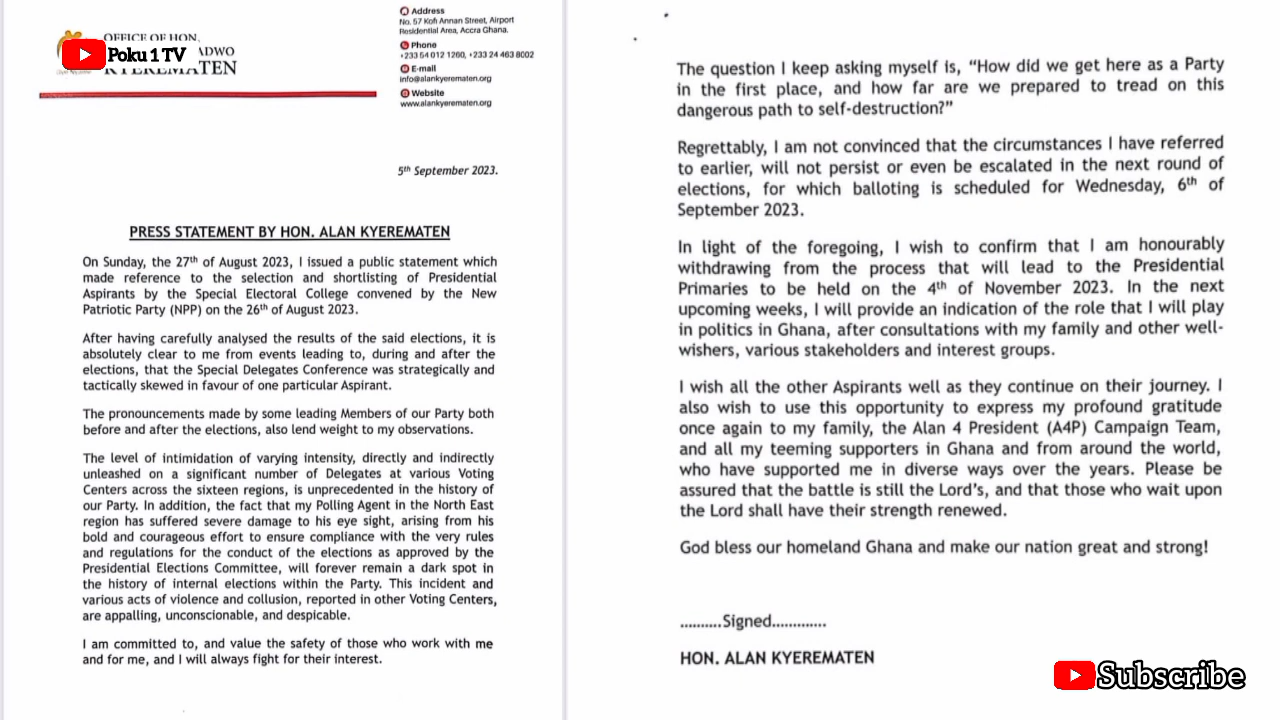 OFFICE OF HON.
Poku 1 TV
ADWO
KYEREMATEN
Address
No. 57 Kofi Annan Street, Airport
Residential Area, Accra Ghana.
Phone
+233 54 012 1260, +233 24 463 8002
E-mail
info@alankyerematen.org
Website
www.alankyerematen.org
5th September 2023.
PRESS STATEMENT BY HON. ALAN KYEREMATEN
On Sunday, the 27th of August 2023, I issued a public statement which
made reference to the selection and shortlisting of Presidential
Aspirants by the Special Electoral College convened by the New
Patriotic Party (NPP) on the 26th of August 2023.
After having carefully analysed the results of the said elections, it is
absolutely clear to me from events leading to, during and after the
elections, that the Special Delegates Conference was strategically and
tactically skewed in favour of one particular Aspirant.
The pronouncements made by some leading Members of our Party both
before and after the elections, also lend weight to my observations.
The level of intimidation of varying intensity, directly and indirectly
unleashed on a significant number of Delegates at various Voting
Centers across the sixteen regions, is unprecedented in the history of
our Party. In addition, the fact that my Polling Agent in the North East
region has suffered severe damage to his eye sight, arising from his
bold and courageous effort to ensure compliance with the very rules
and regulations for the conduct of the elections as approved by the
Presidential Elections Committee, will forever remain a dark spot in
the history of internal elections within the Party. This incident and
various acts of violence and collusion, reported in other Voting Centers,
are appalling, unconscionable, and despicable.
I am committed to, and value the safety of those who work with me
and for me, and I will always fight for their interest.
The question I keep asking myself is, “How did we get here as a Party
in the first place, and how far are we prepared to tread on this
dangerous path to self-destruction?”
Regrettably, I am not convinced that the circumstances I have referred
to earlier, will not persist or even be escalated in the next round of
elections, for which balloting is scheduled for Wednesday, 6th of
September 2023.
In light of the foregoing, I wish to confirm that I am honourably
withdrawing from the process that will lead to the Presidential
Primaries to be held on the 4th of November 2023. In the next
upcoming weeks, I will provide an indication of the role that I will play
in politics in Ghana, after consultations with my family and other well-
wishers, various stakeholders and interest groups.
I wish all the other Aspirants well as they continue on their journey. I
also wish to use this opportunity to express my profound gratitude
once again to my family, the Alan 4 President (A4P) Campaign Team,
and all my teeming supporters in Ghana and from around the world,
who have supported me in diverse ways over the years. Please be
assured that the battle is still the Lord’s, and that those who wait upon
the Lord shall have their strength renewed.
God bless our homeland Ghana and make our nation great and strong!
..........Signed.............
HON. ALAN KYEREMATEN
Subscribe